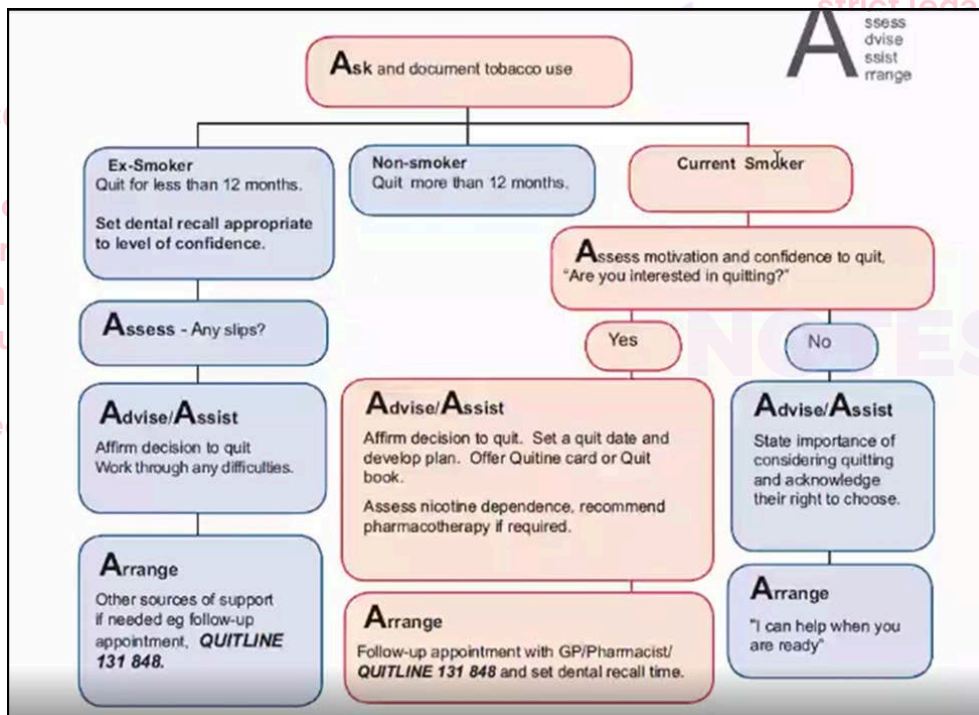 Ask and document tobacco use
A
ssess
dvise
ssist
rrange
Ex-Smoker
Quit for less than 12 months.
Set dental recall appropriate
to level of confidence.
Non-smoker
Quit more than 12 months.
Current Smoker
Assess motivation and confidence to quit,
"Are you interested in quitting?"
Assess - Any slips?
Yes
No
Advise/Assist
Affirm decision to quit
Work through any difficulties.
Advise/Assist
Affirm decision to quit. Set a quit date and
develop plan. Offer Quitine card or Quit
book.
Assess nicotine dependence, recommend
pharmacotherapy if required.
Advise/Assist
State importance of
considering quitting
and acknowledge
their right to choose.
Arrange
Other sources of support
if needed eg follow-up
appointment, QUITLINE
131 848.
Arrange
Follow-up appointment with GP/Pharmacist/
QUITLINE 131 848 and set dental recall time.
Arrange
"I can help when you
are ready"
NOTES